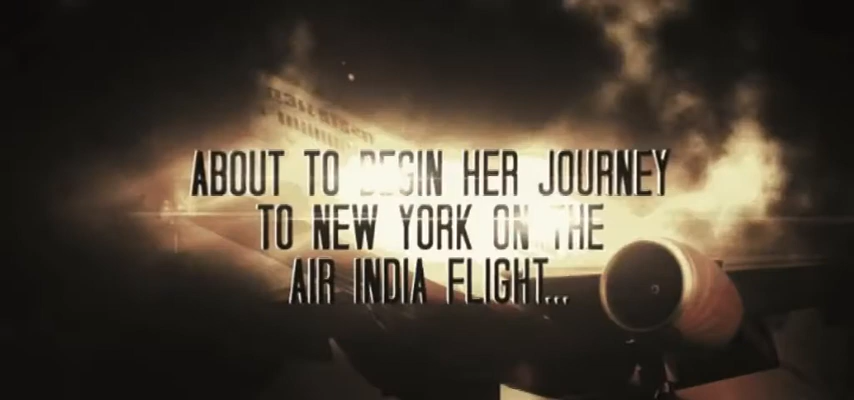 ABOUT TO BEGIN HER JOURNEY
TO NEW YORK ON THE
AIR INDIA FLIGHT...